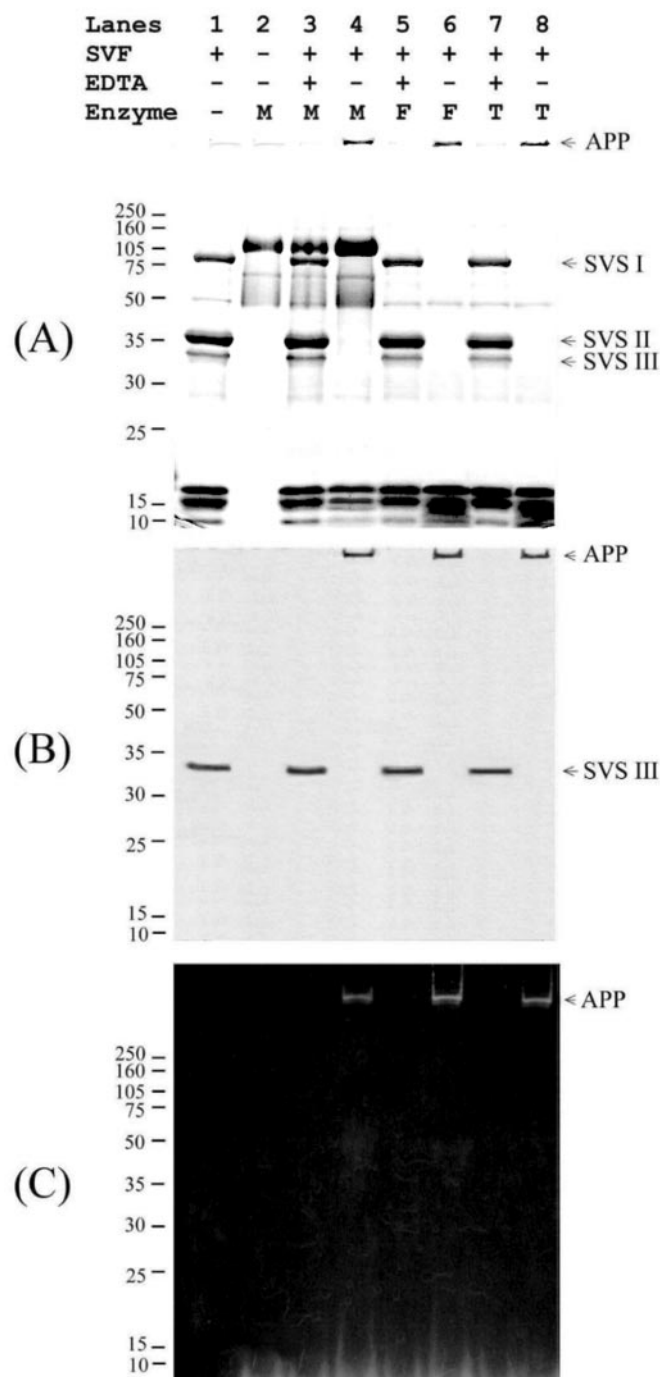 Lanes 1 2 3 4 5 6 7 8
SVF + - + + + + + +
EDTA - - + - + - + -
Enzyme - M M M F F T T
APP
250
160
105
75
SVS I
50
(A)
35
SVS II
SVS III
30
25
15
10
APP
250
160
105
75
50
(B)
35
SVS III
30
25
15
10
APP
250
160
105
75
50
(C)
35
30
25
15
10